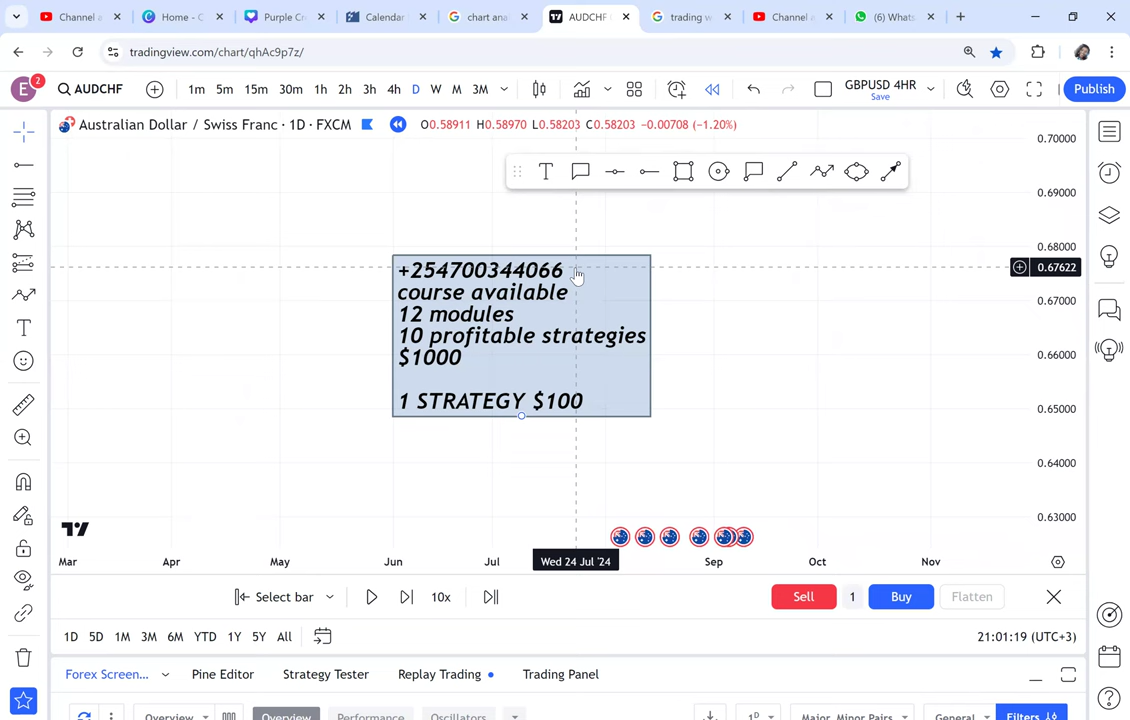 Channel a
Home - C
Purple Cr
Calendar
chart ana
AUDCHF
trading w
Channel a
(6) Whats
tradingview.com/chart/qhAc9p7z/
E 2 AUDCHF 1m 5m 15m 30m 1h 2h 3h 4h D W M 3M GBPUSD 4HR Save Publish
Australian Dollar / Swiss Franc · 1D · FXCM O0.58911 H0.58970 L0.58203 C0.58203 -0.00708 (-1.20%)
0.70000
0.69000
0.68000
0.67622
0.67000
0.66000
0.65000
0.64000
0.63000
+254700344066
course available
12 modules
10 profitable strategies
$1000
1 STRATEGY $100
Mar Apr May Jun Jul Wed 24 Jul '24 Sep Oct Nov
Select bar 10x Sell 1 Buy Flatten
1D 5D 1M 3M 6M YTD 1Y 5Y All 21:01:19 (UTC+3)
Forex Screen... Pine Editor Strategy Tester Replay Trading Trading Panel
Overview Overview Performance Oscillators 1D Major, Minor Pairs General Filters